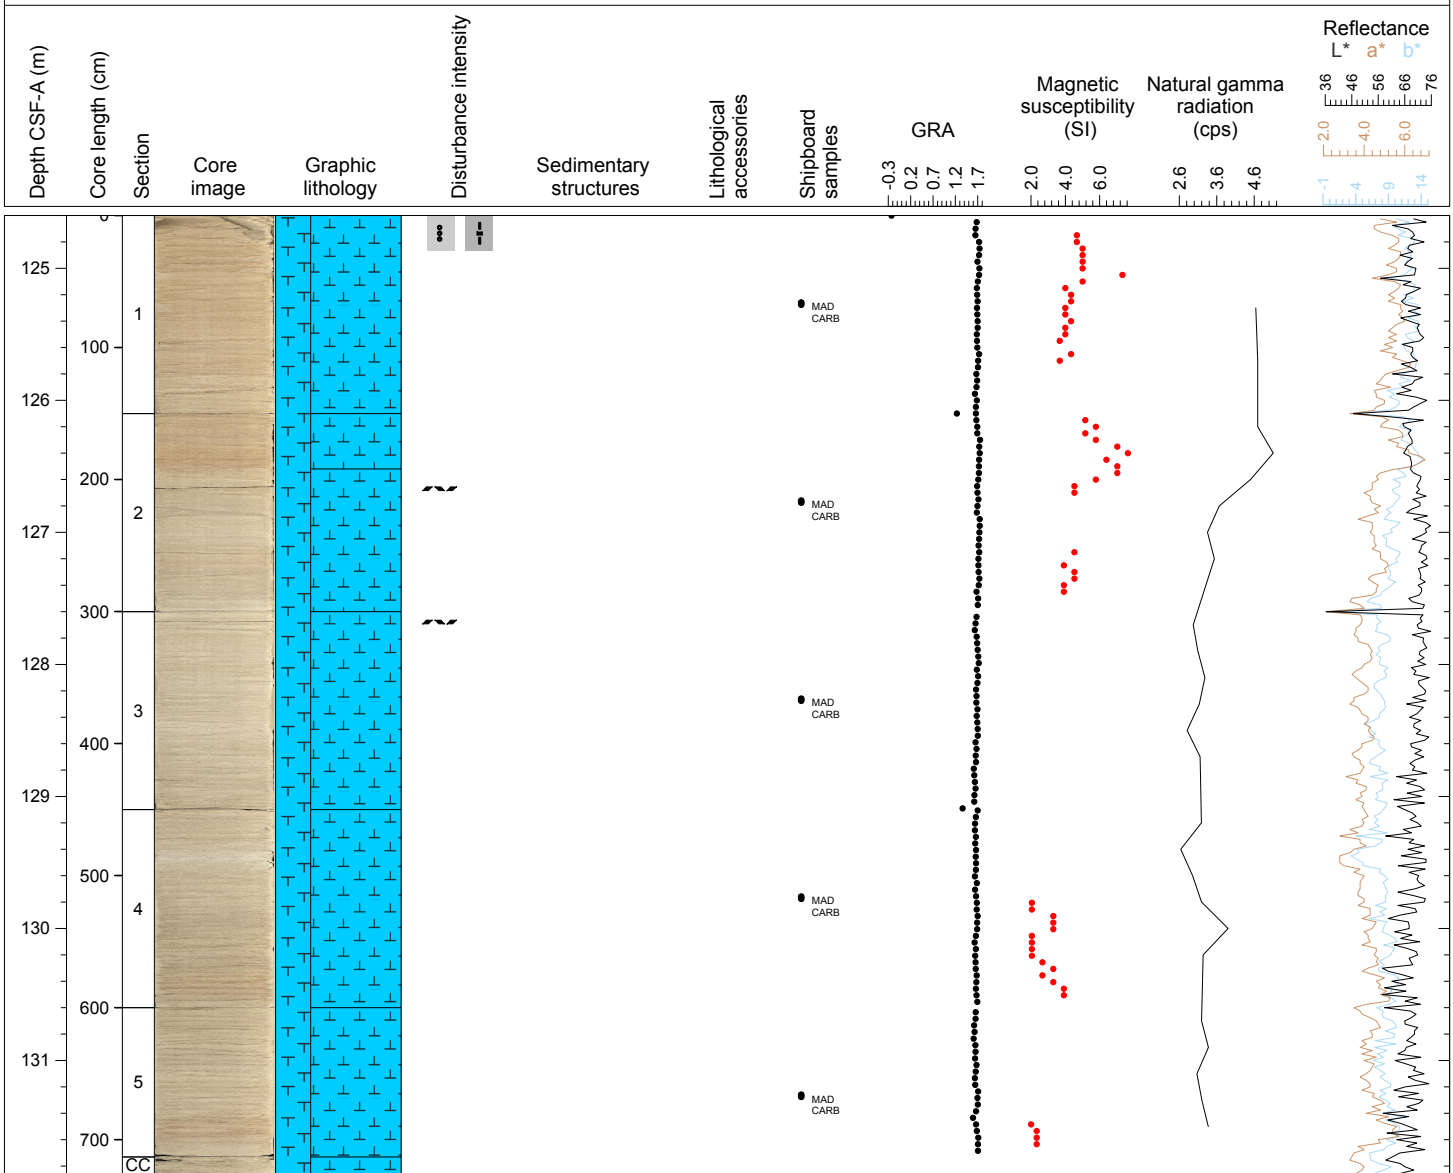 Depth CSF-A (m)
Core length (cm)
Section
Core
image
Graphic
lithology
Disturbance intensity
Sedimentary
structures
Lithological
accessories
Shipboard
samples
GRA
-0.3
0.2
0.7
1.2
1.7
Magnetic
susceptibility
(SI)
2.0
4.0
6.0
Natural gamma
radiation
(cps)
2.6
3.6
4.6
Reflectance
L* a* b*
36
46
56
66
76
2.0
4.0
6.0
-1
4
9
14
0
125
1
MAD
CARB
100
126
200
2
MAD
CARB
127
300
128
3
MAD
CARB
400
129
500
4
MAD
CARB
130
600
131
5
MAD
CARB
700
CC